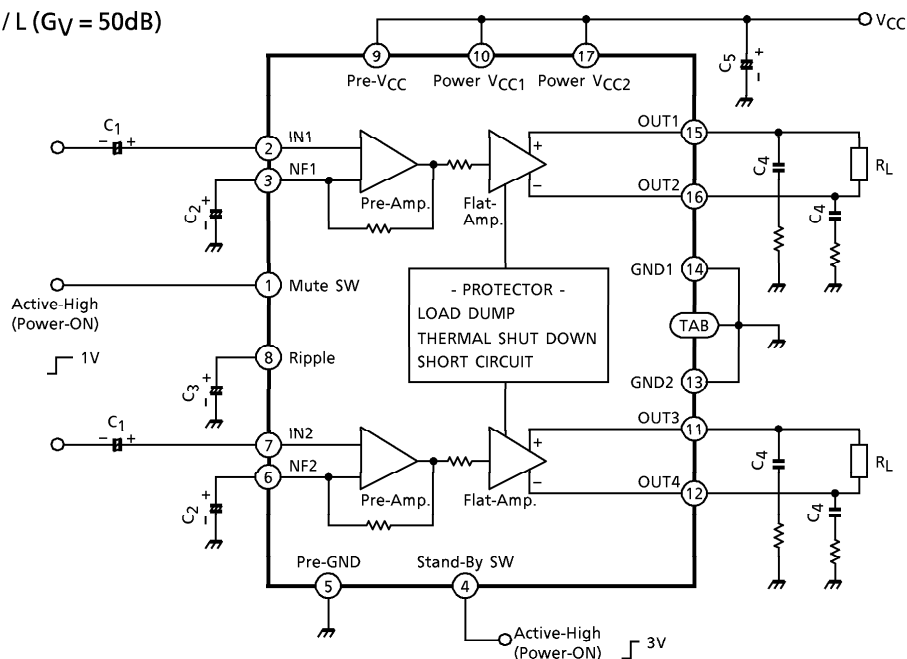 / L (GV = 50dB)
VCC
C5
+
-
9
10
17
Pre-VCC
Power VCC1
Power VCC2
C1
- +
2
IN1
3
NF1
C2
+
-
Pre-Amp.
Flat-
Amp.
+
-
OUT1
15
OUT2
16
C4
C4
RL
1
Mute SW
Active-High
(Power-ON)
1V
- PROTECTOR -
LOAD DUMP
THERMAL SHUT DOWN
SHORT CIRCUIT
GND1
14
TAB
GND2
13
8
Ripple
C3
+
-
C1
- +
7
IN2
6
NF2
C2
+
-
Pre-Amp.
Flat-Amp.
+
-
OUT3
11
OUT4
12
C4
C4
RL
Pre-GND
5
Stand-By SW
4
Active-High
(Power-ON)
3V